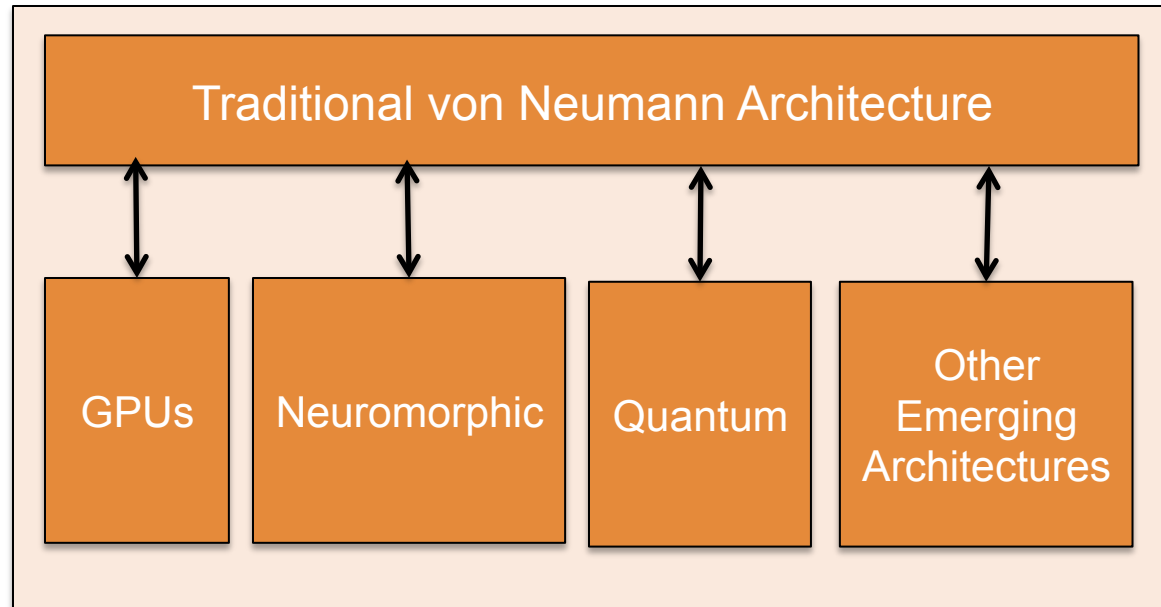 Traditional von Neumann Architecture
GPUs
Neuromorphic
Quantum
Other
Emerging
Architectures